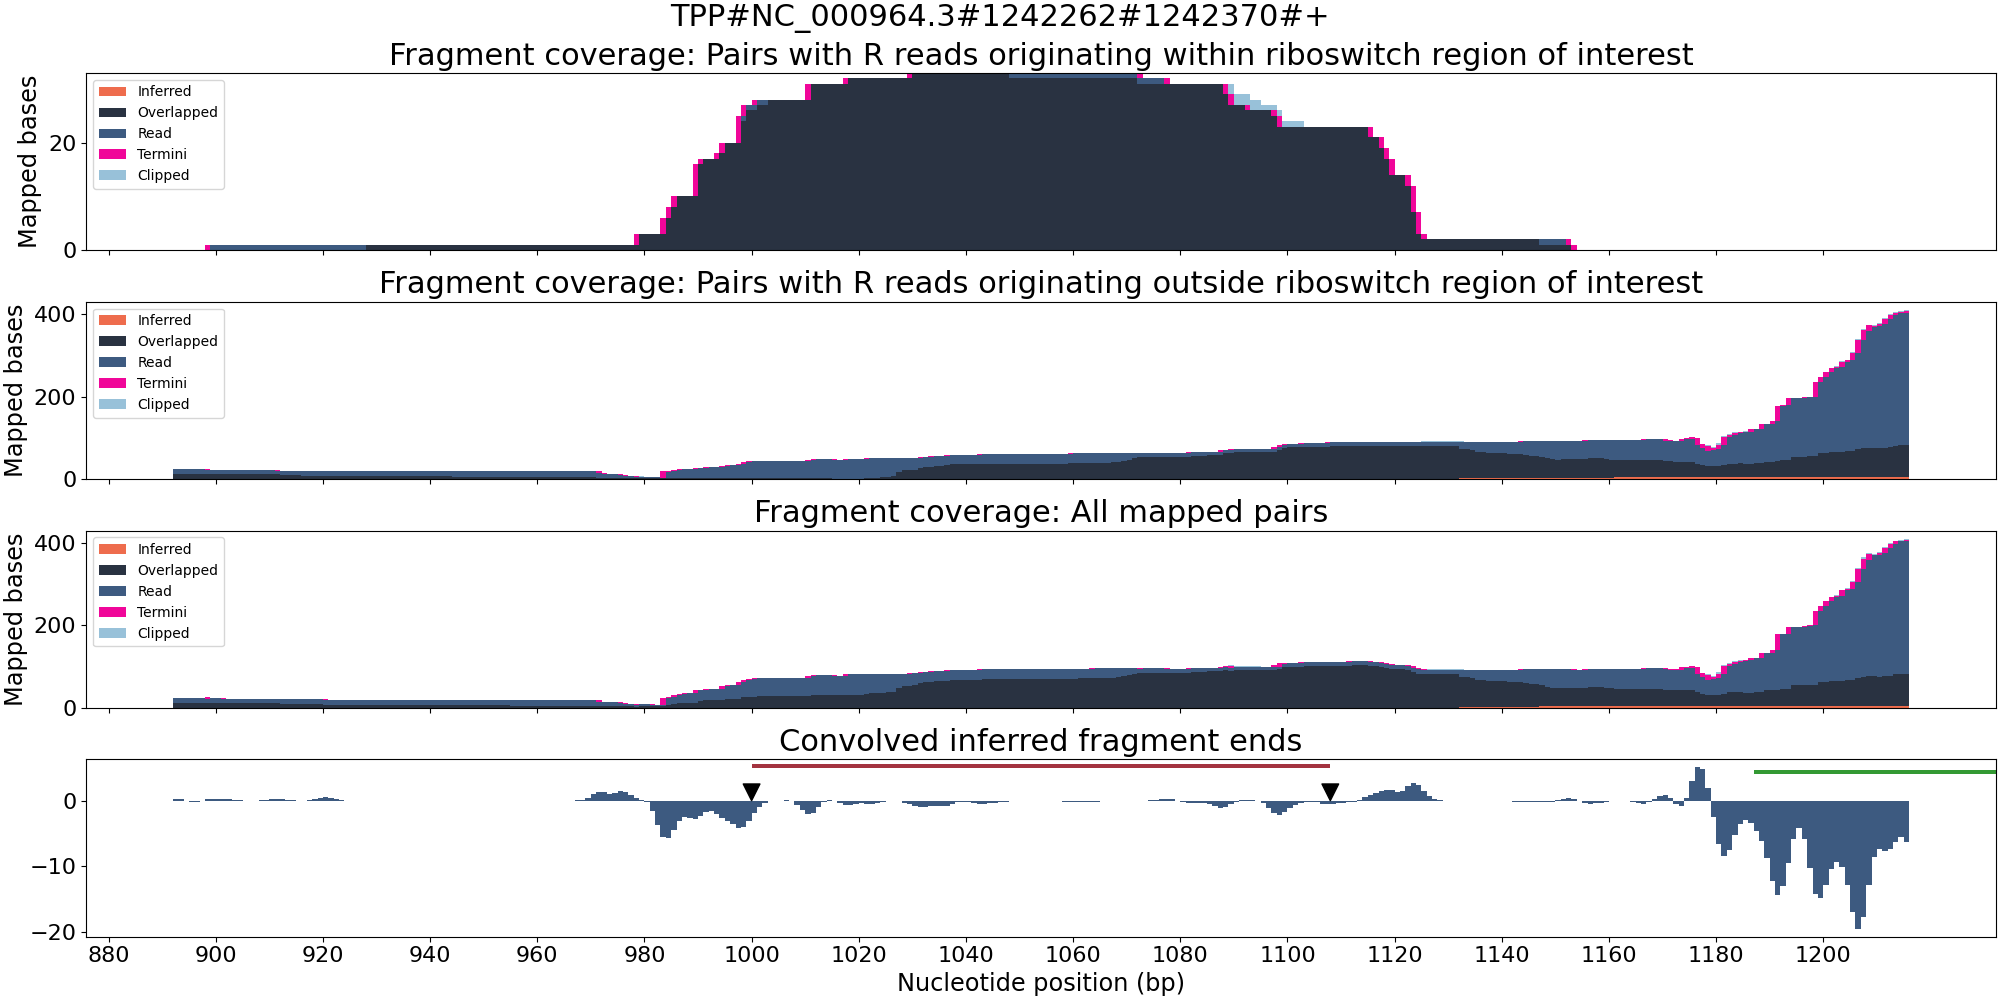 TPP#NC_000964.3#1242262#1242370#+
Fragment coverage: Pairs with R reads originating within riboswitch region of interest
Mapped bases
20
0
Inferred
Overlapped
Read
Termini
Clipped
Fragment coverage: Pairs with R reads originating outside riboswitch region of interest
Mapped bases
400
200
0
Inferred
Overlapped
Read
Termini
Clipped
Fragment coverage: All mapped pairs
Mapped bases
400
200
0
Inferred
Overlapped
Read
Termini
Clipped
Convolved inferred fragment ends
0
−10
−20
880 900 920 940 960 980 1000 1020 1040 1060 1080 1100 1120 1140 1160 1180 1200
Nucleotide position (bp)